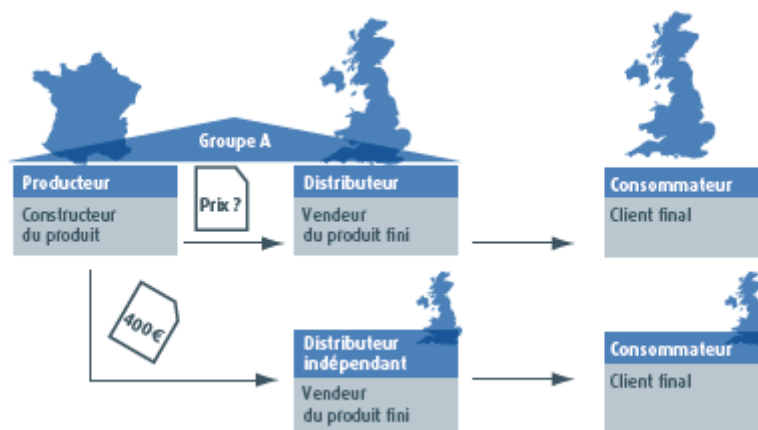 Groupe A
Producteur
Constructeur
du produit
Prix ?
Distributeur
Vendeur
du produit fini
Consommateur
Client final
400 €
Distributeur
indépendant
Vendeur
du produit fini
Consommateur
Client final